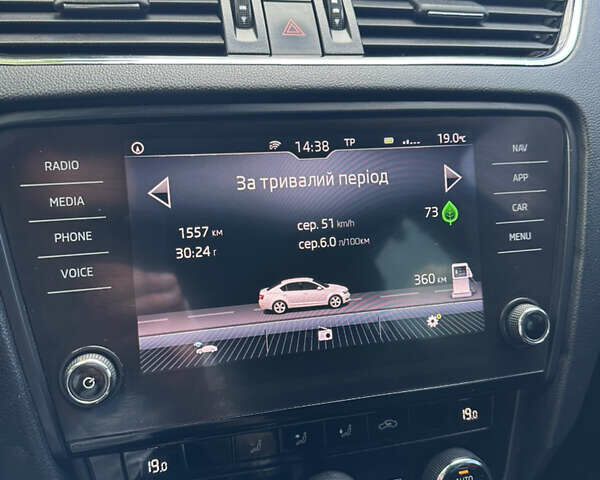 14:38 TP 19.0°C
RADIO
MEDIA
PHONE
VOICE
За тривалий період
1557 км
30:24 г
сер. 51 km/h
сер.6.0 л/100км
73
360 км
NAV
APP
CAR
MENU
19.0
19.0
AUTO